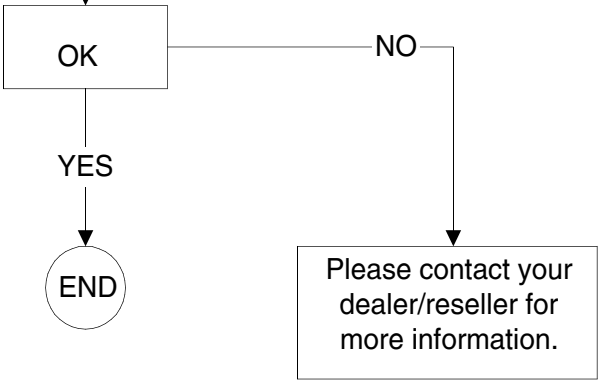 OK
NO
YES
END
Please contact your
dealer/reseller for
more information.